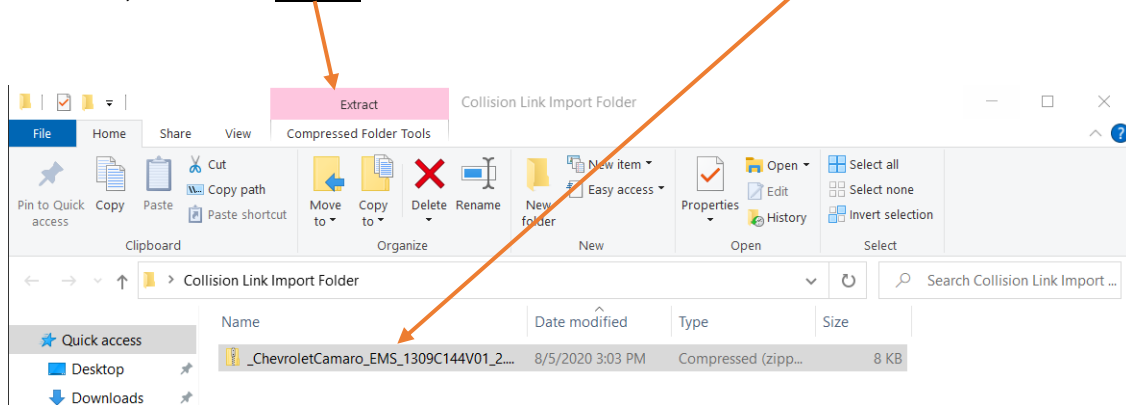 Extract Collision Link Import Folder
File Home Share View Compressed Folder Tools
Pin to Quick access
Copy
Paste
Cut
Copy path
Paste shortcut
Clipboard
Move to
Copy to
Delete
Rename
Organize
New folder
New item
Easy access
New
Properties
Open
Edit
History
Open
Select all
Select none
Invert selection
Select
Collision Link Import Folder
Search Collision Link Import ...
Name Date modified Type Size
Quick access
_ChevroletCamaro_EMS_1309C144V01_2.... 8/5/2020 3:03 PM Compressed (zipp... 8 KB
Desktop
Downloads